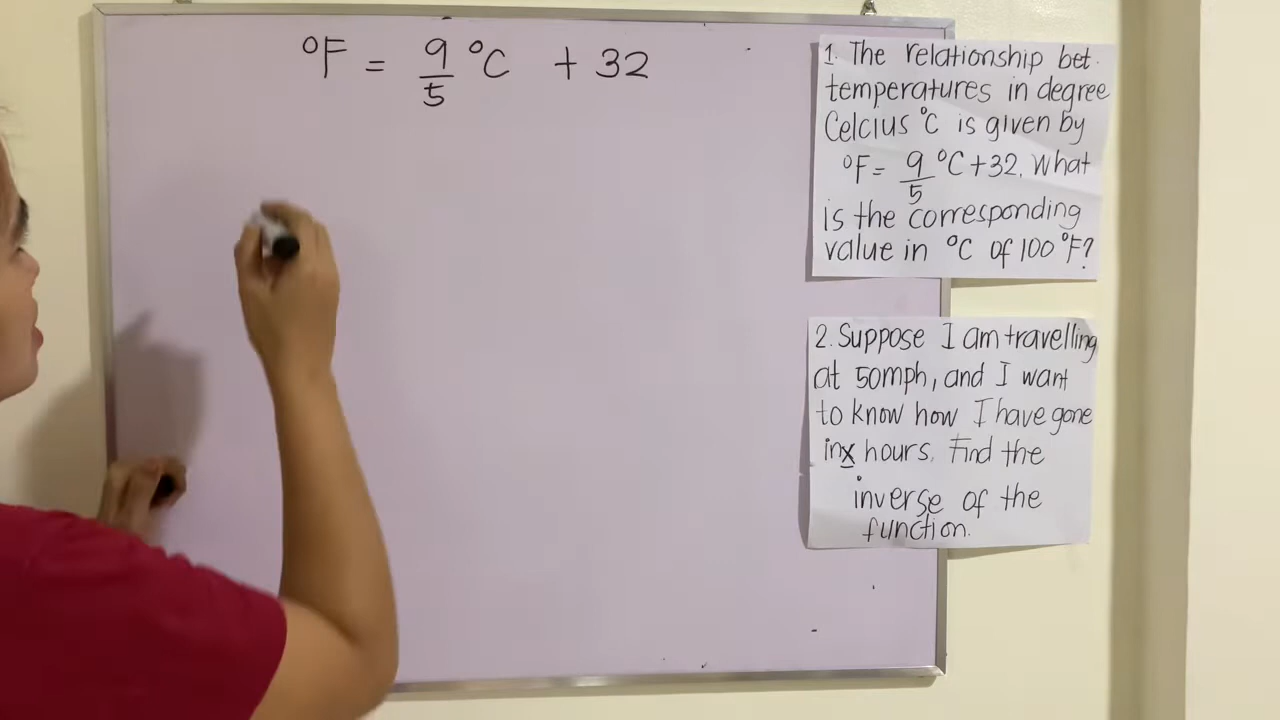 °F = 9/5 °C + 32
1. The relationship bet.
temperatures in degree
Celcius °C is given by
°F = 9/5 °C + 32. What
is the corresponding
value in °C of 100 °F?
2. Suppose I am travelling
at 50mph, and I want
to know how I have gone
in x hours. Find the
inverse of the
function.